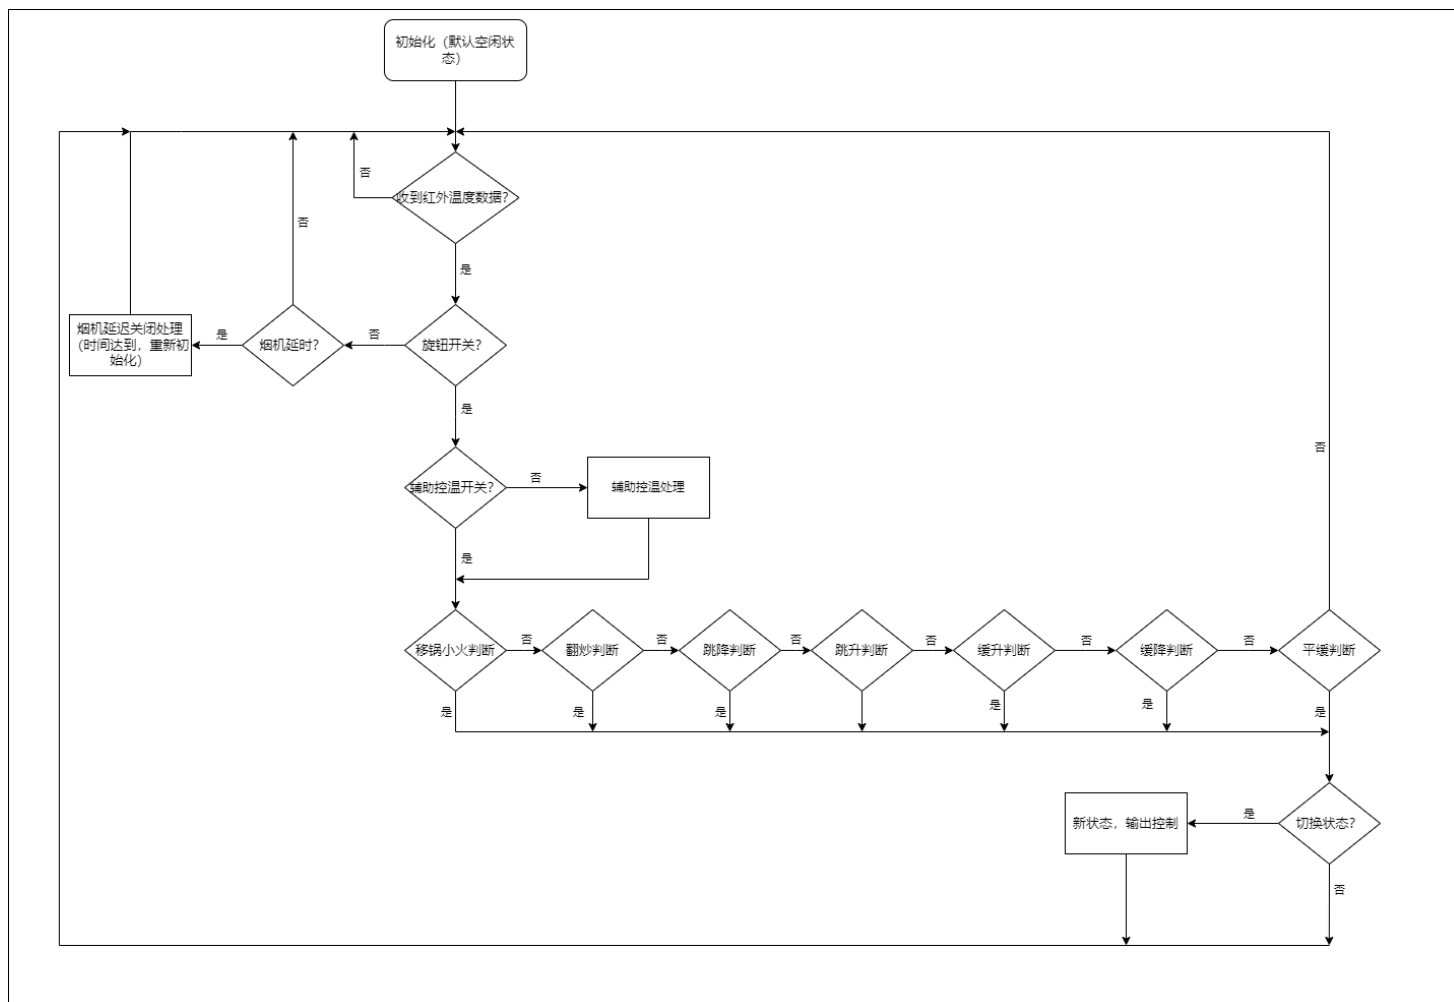 初始化（默认空闲状
态）
否
收到红外温度数据？
否
是
烟机延迟关闭处理
（时间达到，重新初
始化）
是
烟机延时？
否
旋钮开关？
是
否
辅助控温开关？
否
辅助控温处理
是
移锅小火判断
否
翻炒判断
否
跳降判断
否
跳升判断
否
缓升判断
否
缓降判断
否
平缓判断
是
是
是
是
是
是
新状态，输出控制
是
切换状态？
否